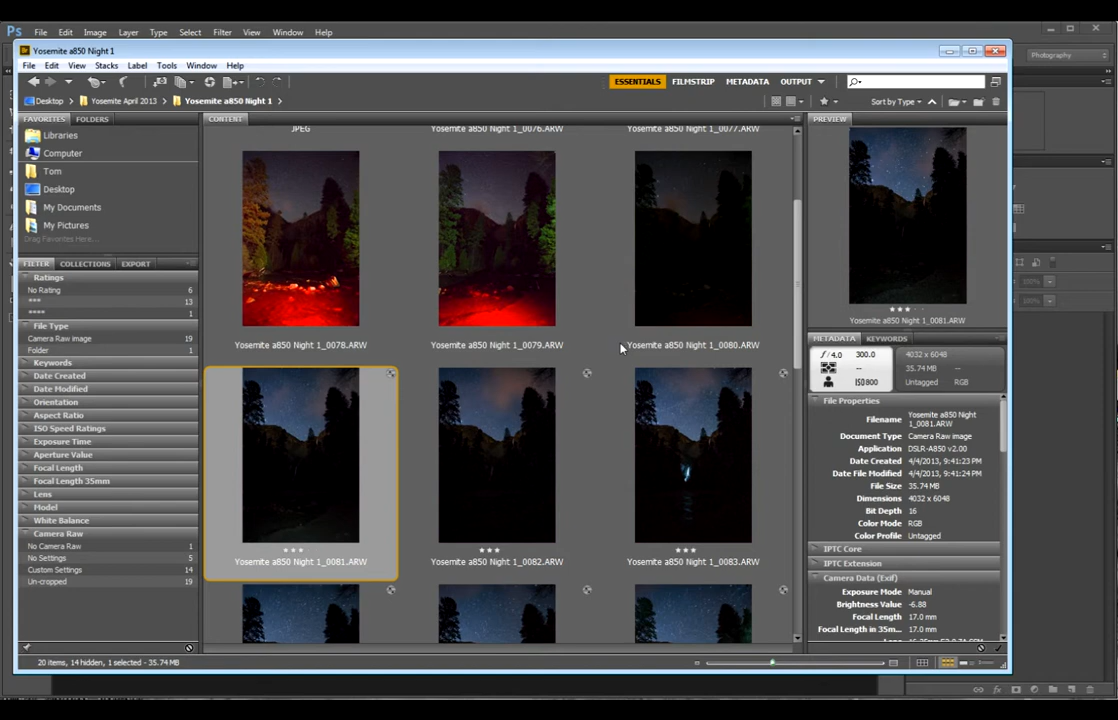 Ps File Edit Image Layer Type Select Filter View Window Help
Yosemite a850 Night 1
Photography
File Edit View Stacks Label Tools Window Help
ESSENTIALS FILMSTRIP METADATA OUTPUT
Desktop Yosemite April 2013 Yosemite a850 Night 1
Sort by Type
FAVORITES FOLDERS
Libraries
Computer
Tom
Desktop
My Documents
My Pictures
Drag Favorites Here...
FILTER COLLECTIONS EXPORT
Ratings
No Rating 6
*** 13
**** 1
File Type
Camera Raw image 19
Folder 1
Keywords
Date Created
Date Modified
Orientation
Aspect Ratio
ISO Speed Ratings
Exposure Time
Aperture Value
Focal Length
Focal Length 35mm
Lens
Model
White Balance
Camera Raw
No Camera Raw 1
No Settings 5
Custom Settings 14
Un-cropped 19
CONTENT
JPEG Yosemite a850 Night 1_0076.ARW Yosemite a850 Night 1_0077.ARW
Yosemite a850 Night 1_0078.ARW Yosemite a850 Night 1_0079.ARW Yosemite a850 Night 1_0080.ARW
Yosemite a850 Night 1_0081.ARW Yosemite a850 Night 1_0082.ARW Yosemite a850 Night 1_0083.ARW
PREVIEW
Yosemite a850 Night 1_0081.ARW
METADATA KEYWORDS
f/ 4.0 300.0 4032 x 6048
-- -- 35.74 MB
ISO800 Untagged RGB
File Properties
Filename Yosemite a850 Night
1_0081.ARW
Document Type Camera Raw image
Application DSLR-A850 v2.00
Date Created 4/4/2013, 9:41:23 PM
Date File Modified 4/4/2013, 9:41:24 PM
File Size 35.74 MB
Dimensions 4032 x 6048
Bit Depth 16
Color Mode RGB
Color Profile Untagged
IPTC Core
IPTC Extension
Camera Data (Exif)
Exposure Mode Manual
Brightness Value -6.88
Focal Length 17.0 mm
Focal Length in 35m... 17.0 mm
20 items, 14 hidden, 1 selected - 35.74 MB
100%
100%
fx